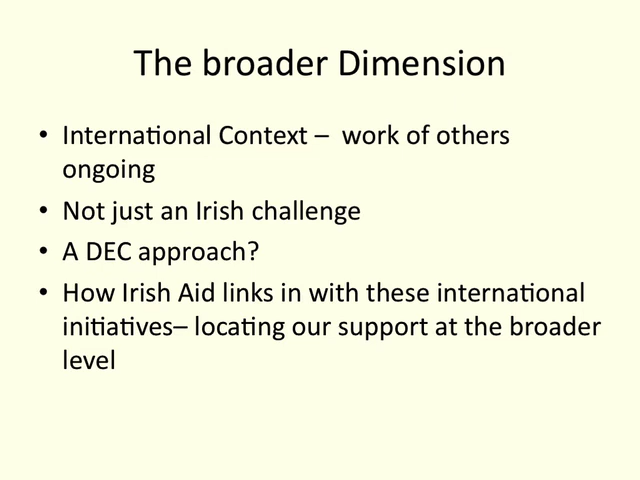 The broader Dimension
• International Context –  work of others
ongoing
• Not just an Irish challenge
• A DEC approach?
• How Irish Aid links in with these international
initiatives– locating our support at the broader
level